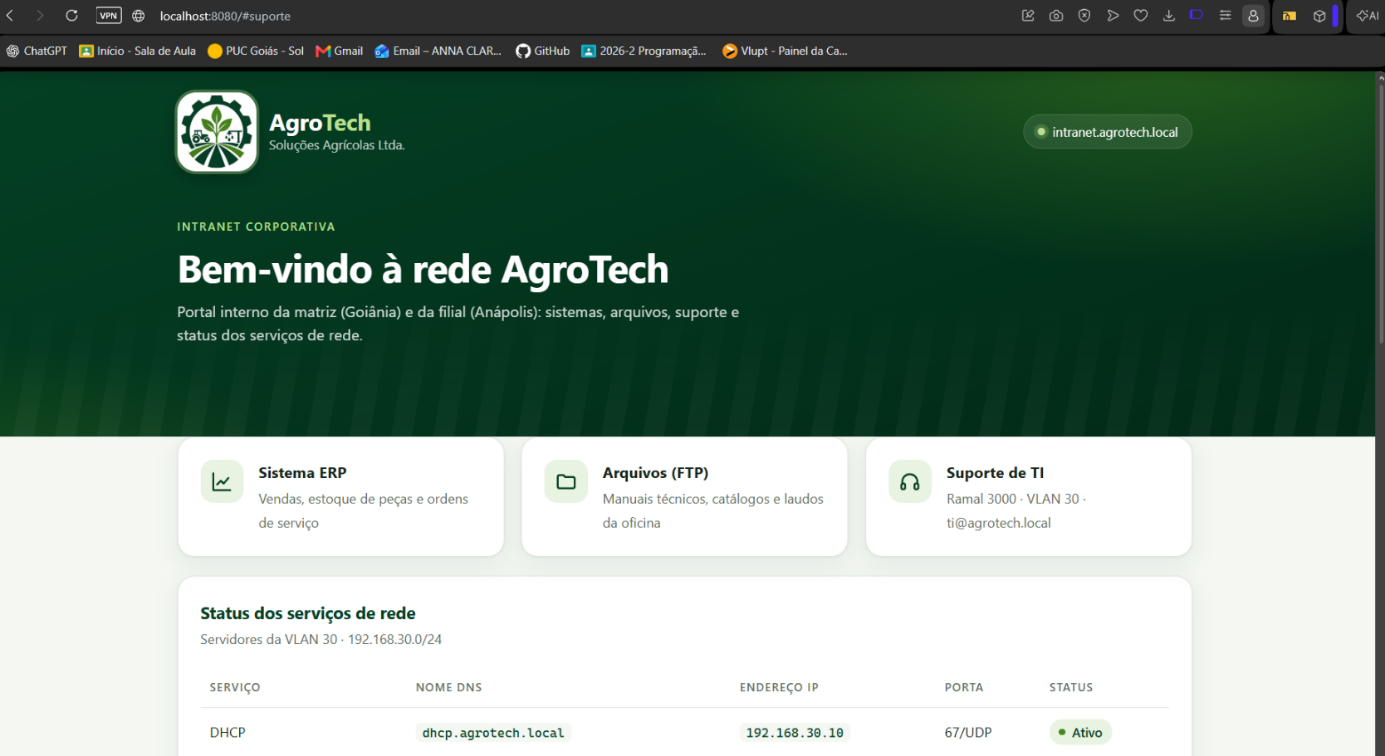 VPN
localhost:8080/#suporte
AI
ChatGPT
Início - Sala de Aula
PUC Goiás - Sol
Gmail
Email – ANNA CLAR...
GitHub
2026-2 Programaçã...
Vlupt - Painel da Ca...
AgroTech
Soluções Agrícolas Ltda.
intranet.agrotech.local
INTRANET CORPORATIVA
Bem-vindo à rede AgroTech
Portal interno da matriz (Goiânia) e da filial (Anápolis): sistemas, arquivos, suporte e
status dos serviços de rede.
Sistema ERP
Vendas, estoque de peças e ordens
de serviço
Arquivos (FTP)
Manuais técnicos, catálogos e laudos
da oficina
Suporte de TI
Ramal 3000 · VLAN 30 ·
ti@agrotech.local
Status dos serviços de rede
Servidores da VLAN 30 · 192.168.30.0/24
SERVIÇO NOME DNS ENDEREÇO IP PORTA STATUS
DHCP dhcp.agrotech.local 192.168.30.10 67/UDP Ativo